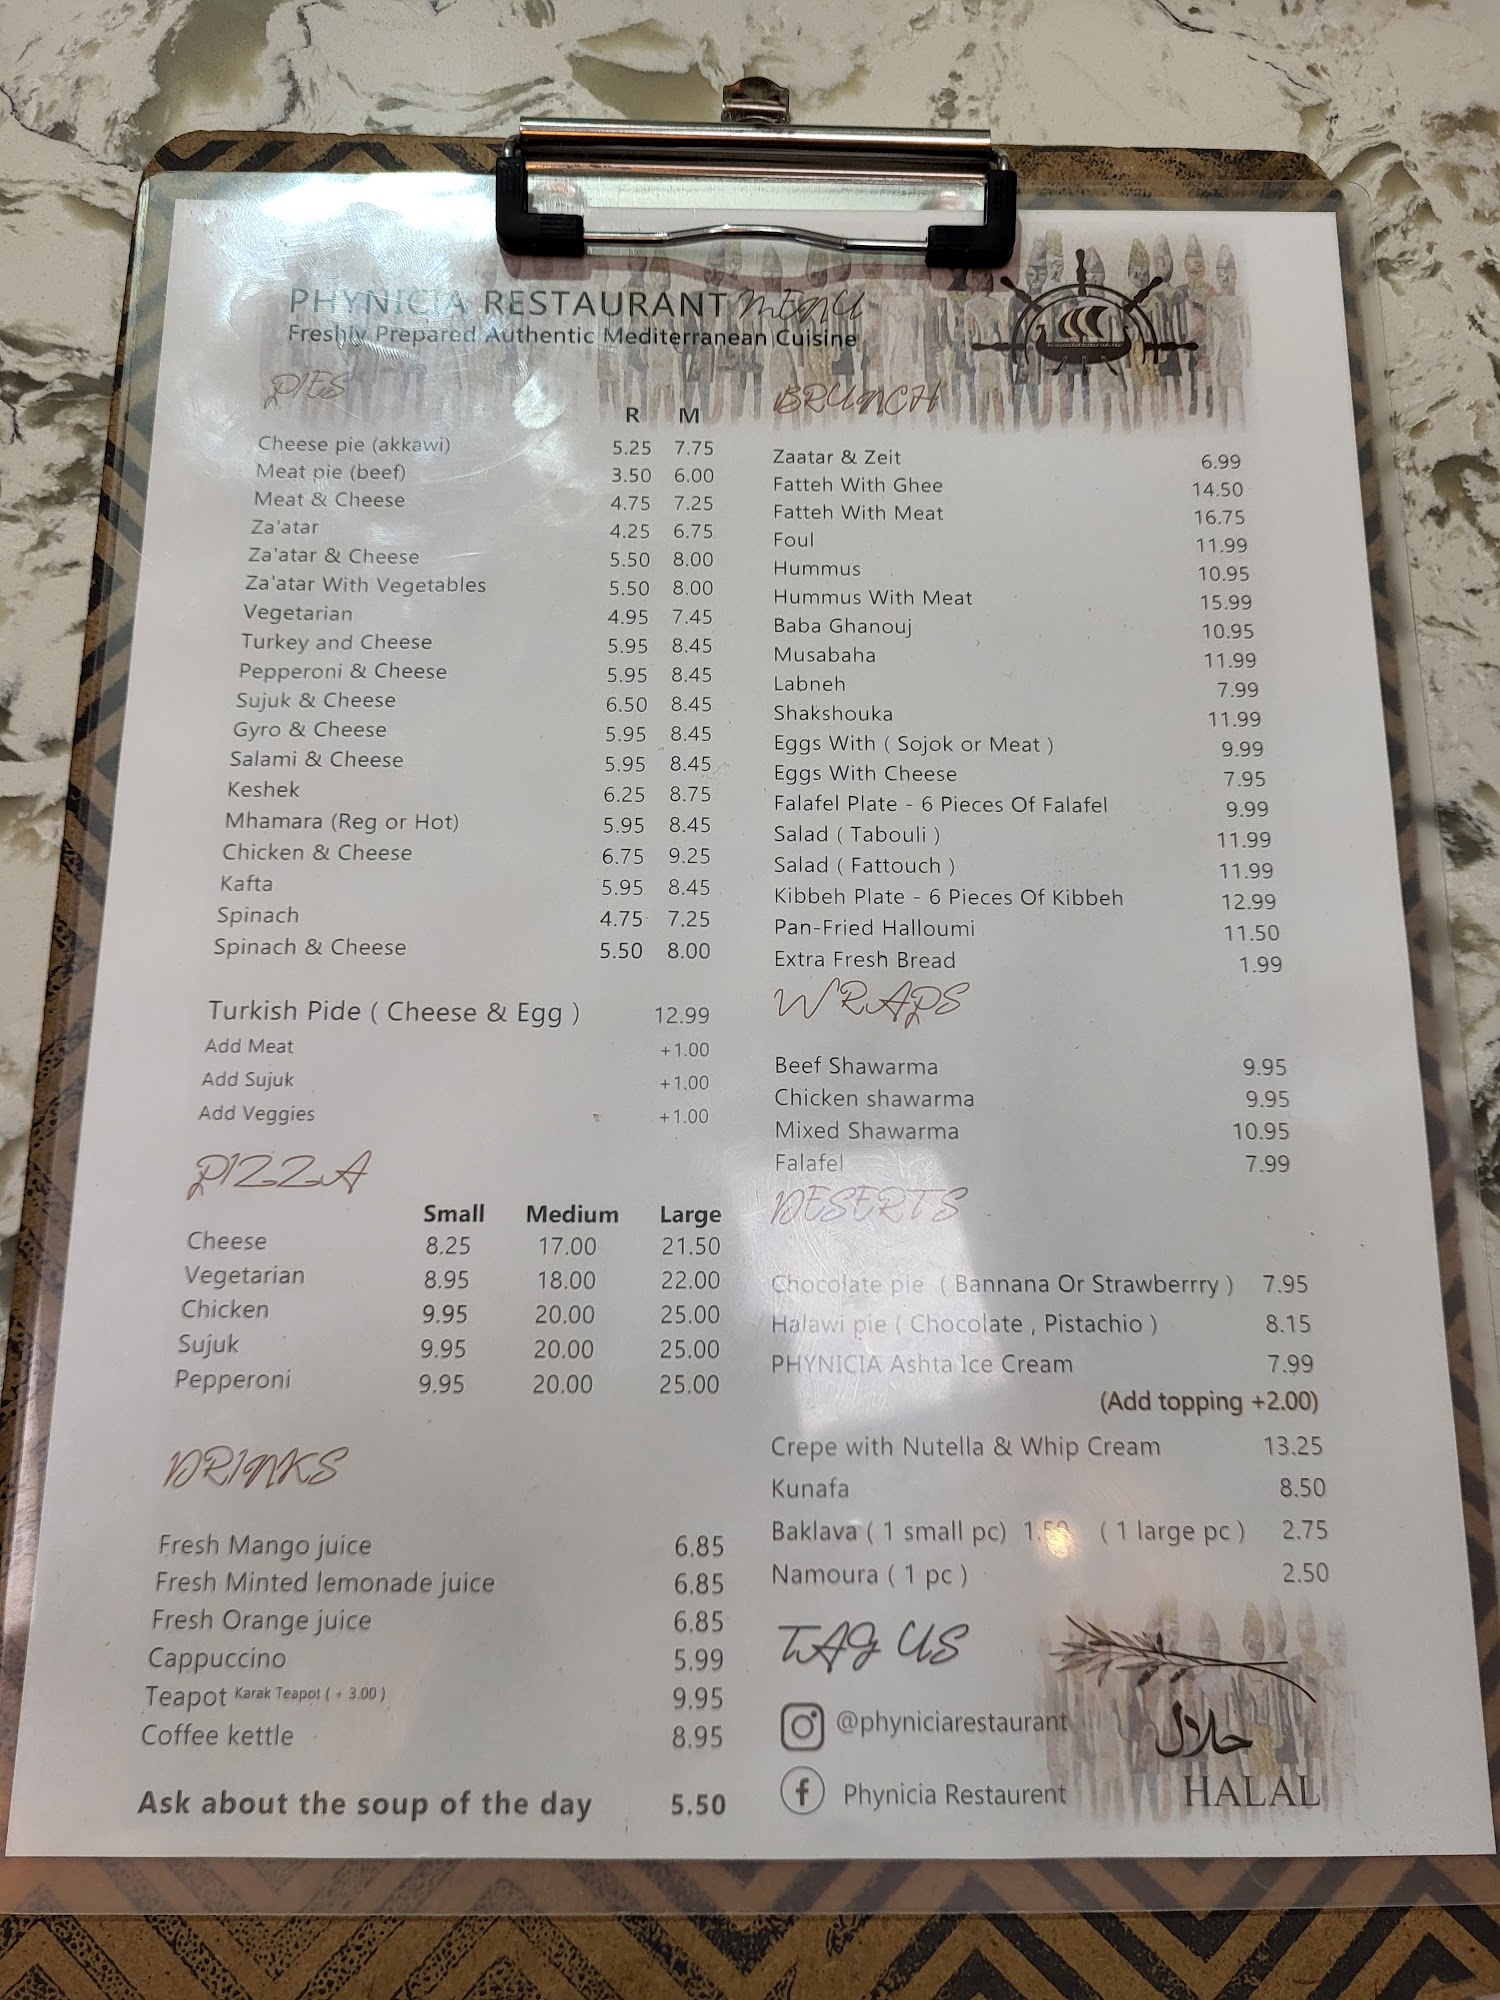 PHYNICIA RESTAURANT MENU
Freshly Prepared Authentic Mediterranean Cuisine
PIES
R M
Cheese pie (akkawi) 5.25 7.75
Meat pie (beef) 3.50 6.00
Meat & Cheese 4.75 7.25
Za'atar 4.25 6.75
Za'atar & Cheese 5.50 8.00
Za'atar With Vegetables 5.50 8.00
Vegetarian 4.95 7.45
Turkey and Cheese 5.95 8.45
Pepperoni & Cheese 5.95 8.45
Sujuk & Cheese 6.50 8.45
Gyro & Cheese 5.95 8.45
Salami & Cheese 5.95 8.45
Keshek 6.25 8.75
Mhamara (Reg or Hot) 5.95 8.45
Chicken & Cheese 6.75 9.25
Kafta 5.95 8.45
Spinach 4.75 7.25
Spinach & Cheese 5.50 8.00
Turkish Pide ( Cheese & Egg ) 12.99
Add Meat +1.00
Add Sujuk +1.00
Add Veggies +1.00
PIZZA
Small Medium Large
Cheese 8.25 17.00 21.50
Vegetarian 8.95 18.00 22.00
Chicken 9.95 20.00 25.00
Sujuk 9.95 20.00 25.00
Pepperoni 9.95 20.00 25.00
DRINKS
Fresh Mango juice 6.85
Fresh Minted lemonade juice 6.85
Fresh Orange juice 6.85
Cappuccino 5.99
Teapot Karak Teapot ( + 3.00 ) 9.95
Coffee kettle 8.95
Ask about the soup of the day 5.50
BRUNCH
Zaatar & Zeit 6.99
Fatteh With Ghee 14.50
Fatteh With Meat 16.75
Foul 11.99
Hummus 10.95
Hummus With Meat 15.99
Baba Ghanouj 10.95
Musabaha 11.99
Labneh 7.99
Shakshouka 11.99
Eggs With ( Sojok or Meat ) 9.99
Eggs With Cheese 7.95
Falafel Plate - 6 Pieces Of Falafel 9.99
Salad ( Tabouli ) 11.99
Salad ( Fattouch ) 11.99
Kibbeh Plate - 6 Pieces Of Kibbeh 12.99
Pan-Fried Halloumi 11.50
Extra Fresh Bread 1.99
WRAPS
Beef Shawarma 9.95
Chicken shawarma 9.95
Mixed Shawarma 10.95
Falafel 7.99
DESERTS
Chocolate pie ( Bannana Or Strawberrry ) 7.95
Halawi pie ( Chocolate , Pistachio ) 8.15
PHYNICIA Ashta Ice Cream 7.99
(Add topping +2.00)
Crepe with Nutella & Whip Cream 13.25
Kunafa 8.50
Baklava ( 1 small pc) 1.50 ( 1 large pc ) 2.75
Namoura ( 1 pc ) 2.50
TAG US
@phyniciarestaurant
Phynicia Restaurent
حلال
HALAL